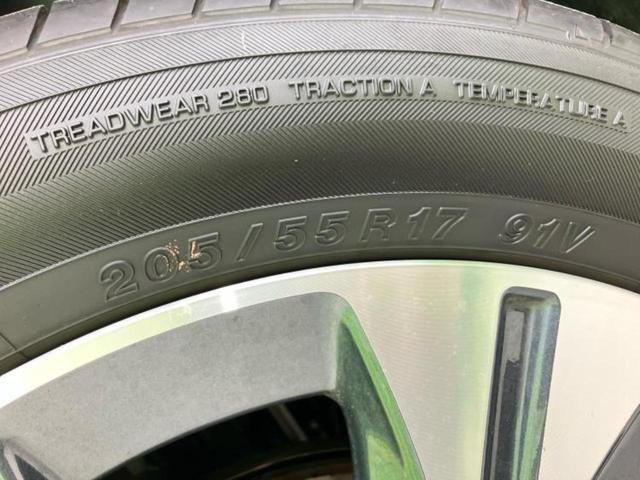 TREADWEAR 280 TRACTION A TEMPERATURE A
205/55R17 91V